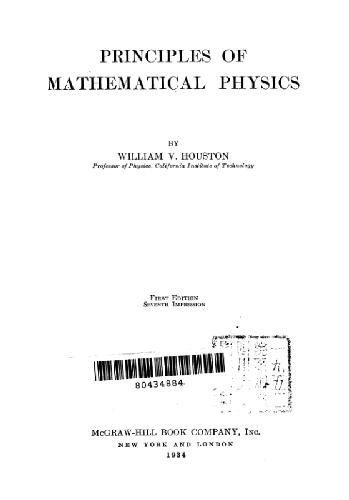 PRINCIPLES OF
MATHEMATICAL PHYSICS
BY
WILLIAM V. HOUSTON
Professor of Physics, California Institute of Technology
First Edition
Seventh Impression
80434884
McGRAW-HILL BOOK COMPANY, Inc.
NEW YORK AND LONDON
1934